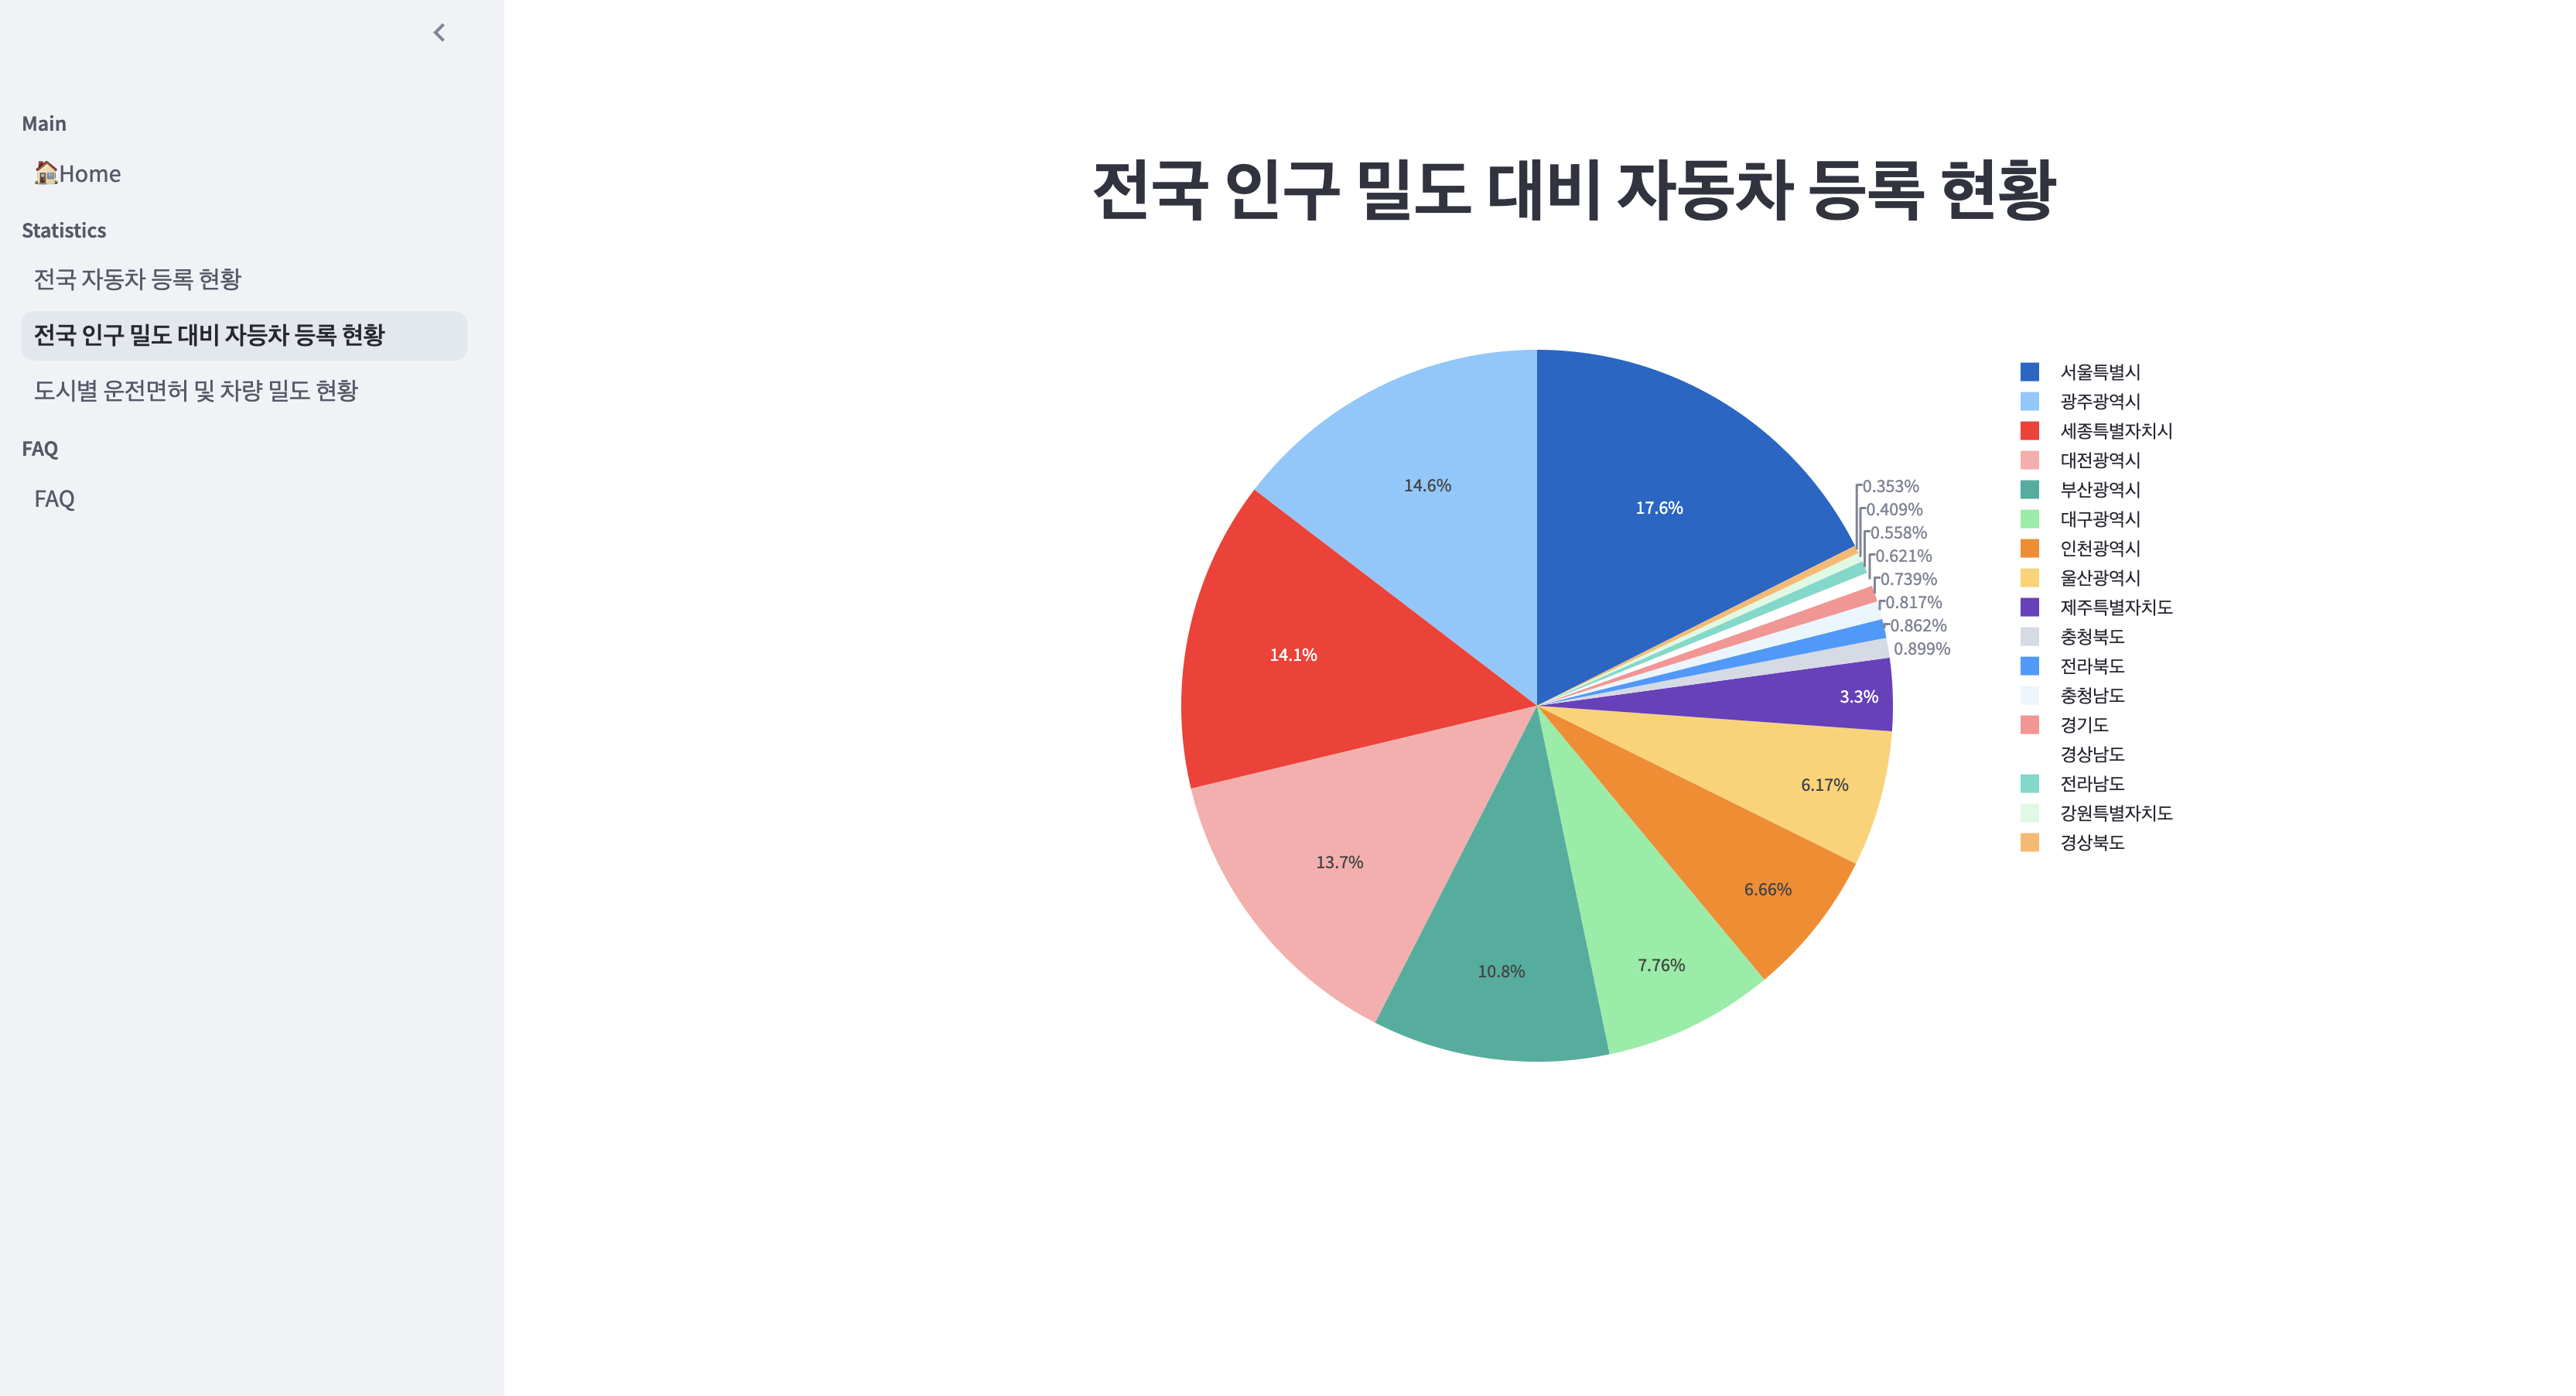 Main
🏠Home
Statistics
전국 자동차 등록 현황
전국 인구 밀도 대비 자등차 등록 현황
도시별 운전면허 및 차량 밀도 현황
FAQ
FAQ
전국 인구 밀도 대비 자동차 등록 현황
14.6%
17.6%
0.353%
0.409%
0.558%
0.621%
0.739%
0.817%
0.862%
0.899%
3.3%
14.1%
6.17%
13.7%
6.66%
7.76%
10.8%
서울특별시
광주광역시
세종특별자치시
대전광역시
부산광역시
대구광역시
인천광역시
울산광역시
제주특별자치도
충청북도
전라북도
충청남도
경기도
경상남도
전라남도
강원특별자치도
경상북도